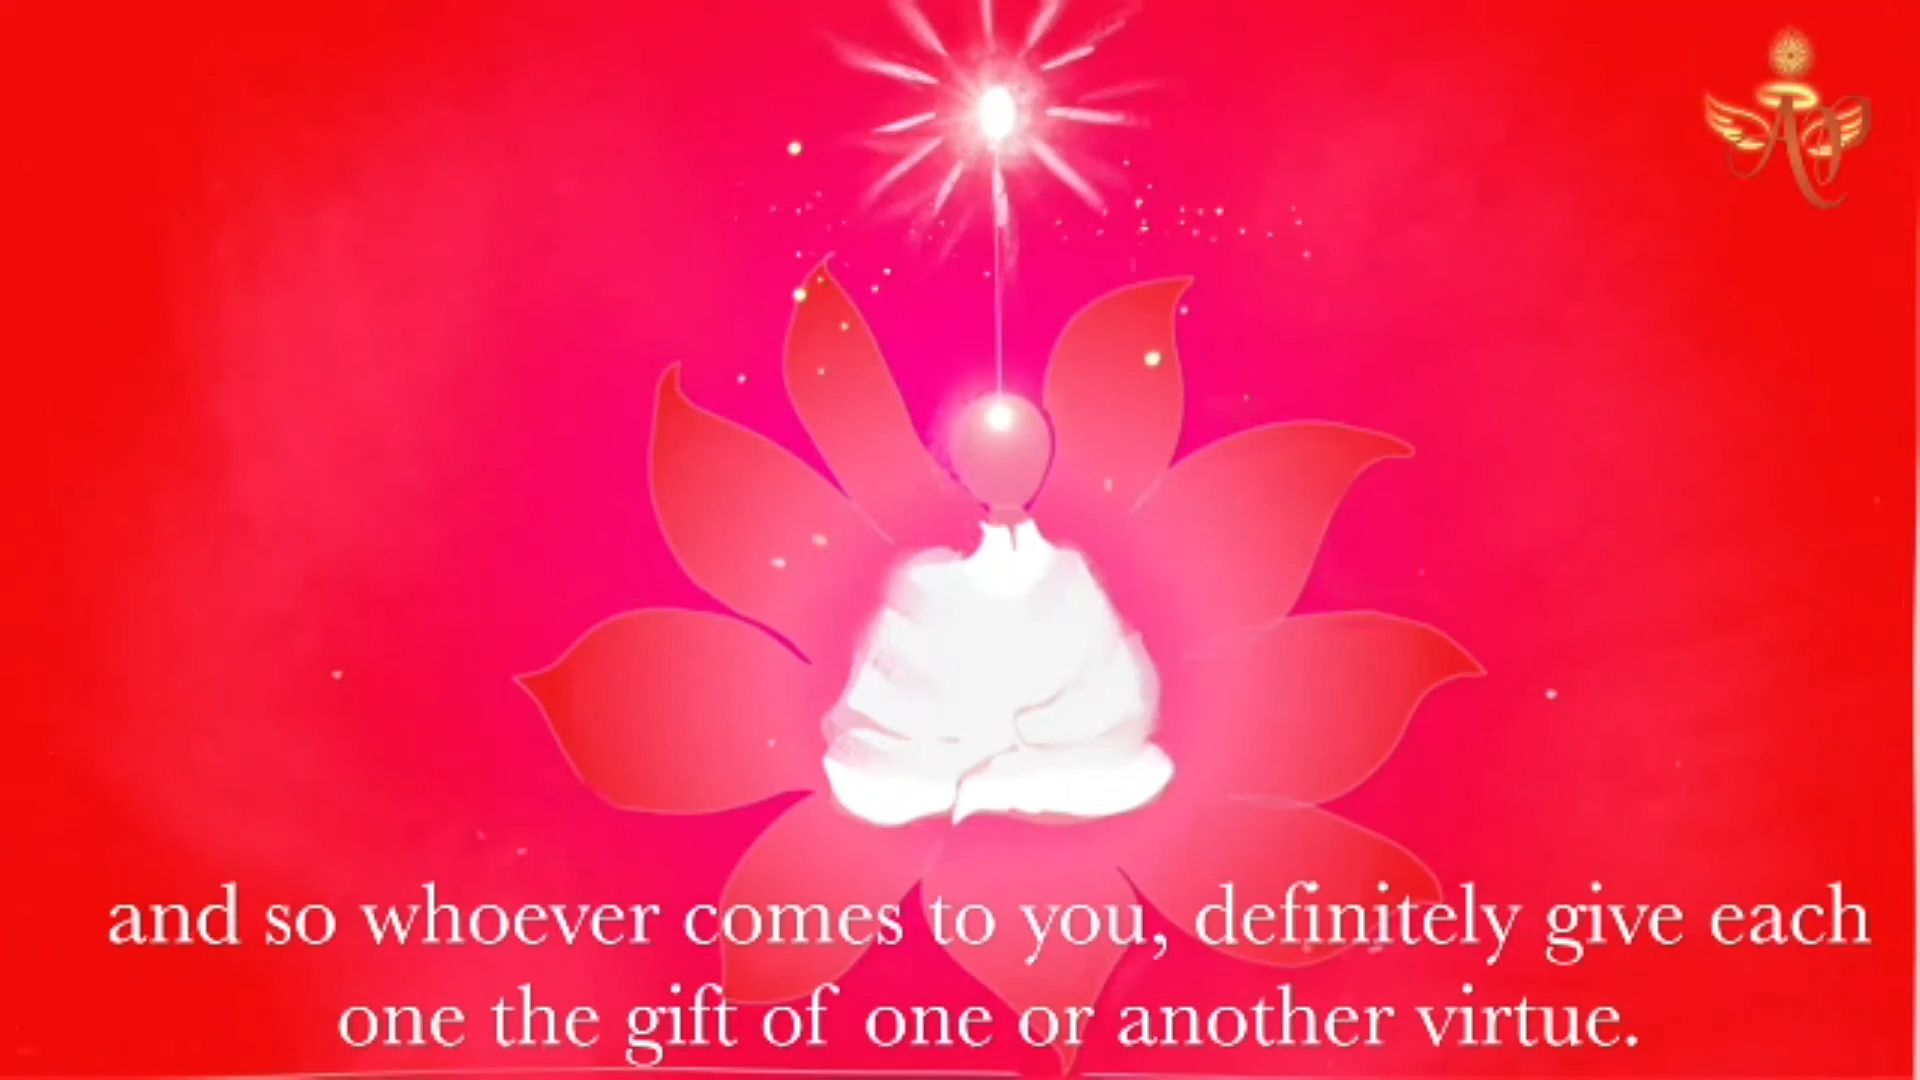 and so whoever comes to you, definitely give each
one the gift of one or another virtue.